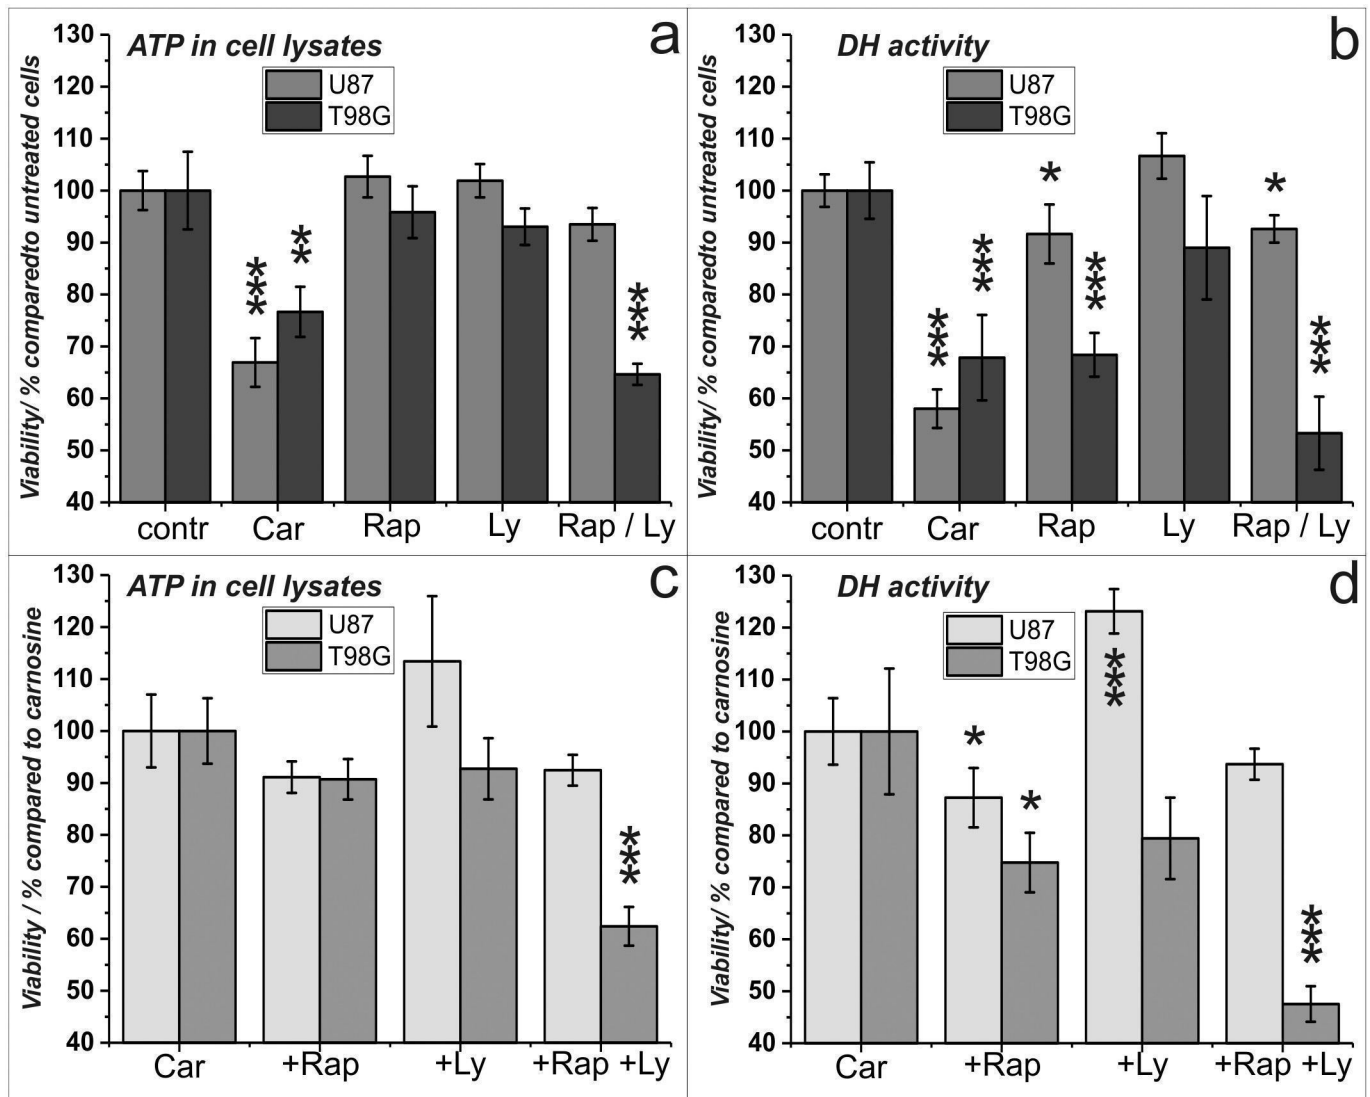 ATP in cell lysates
a
U87
T98G
Viability/ % comparedto untreated cells
130
120
110
100
90
80
70
60
50
40
*** ** ***
contr Car Rap Ly Rap / Ly
DH activity
b
U87
T98G
Viability/ % comparedto untreated cells
130
120
110
100
90
80
70
60
50
40
*** *** * *** * ***
contr Car Rap Ly Rap / Ly
ATP in cell lysates
c
U87
T98G
Viability / % compared to carnosine
130
120
110
100
90
80
70
60
50
40
***
Car +Rap +Ly +Rap +Ly
DH activity
d
U87
T98G
Viability/ % compared to carnosine
130
120
110
100
90
80
70
60
50
40
* * *** ***
Car +Rap +Ly +Rap +Ly